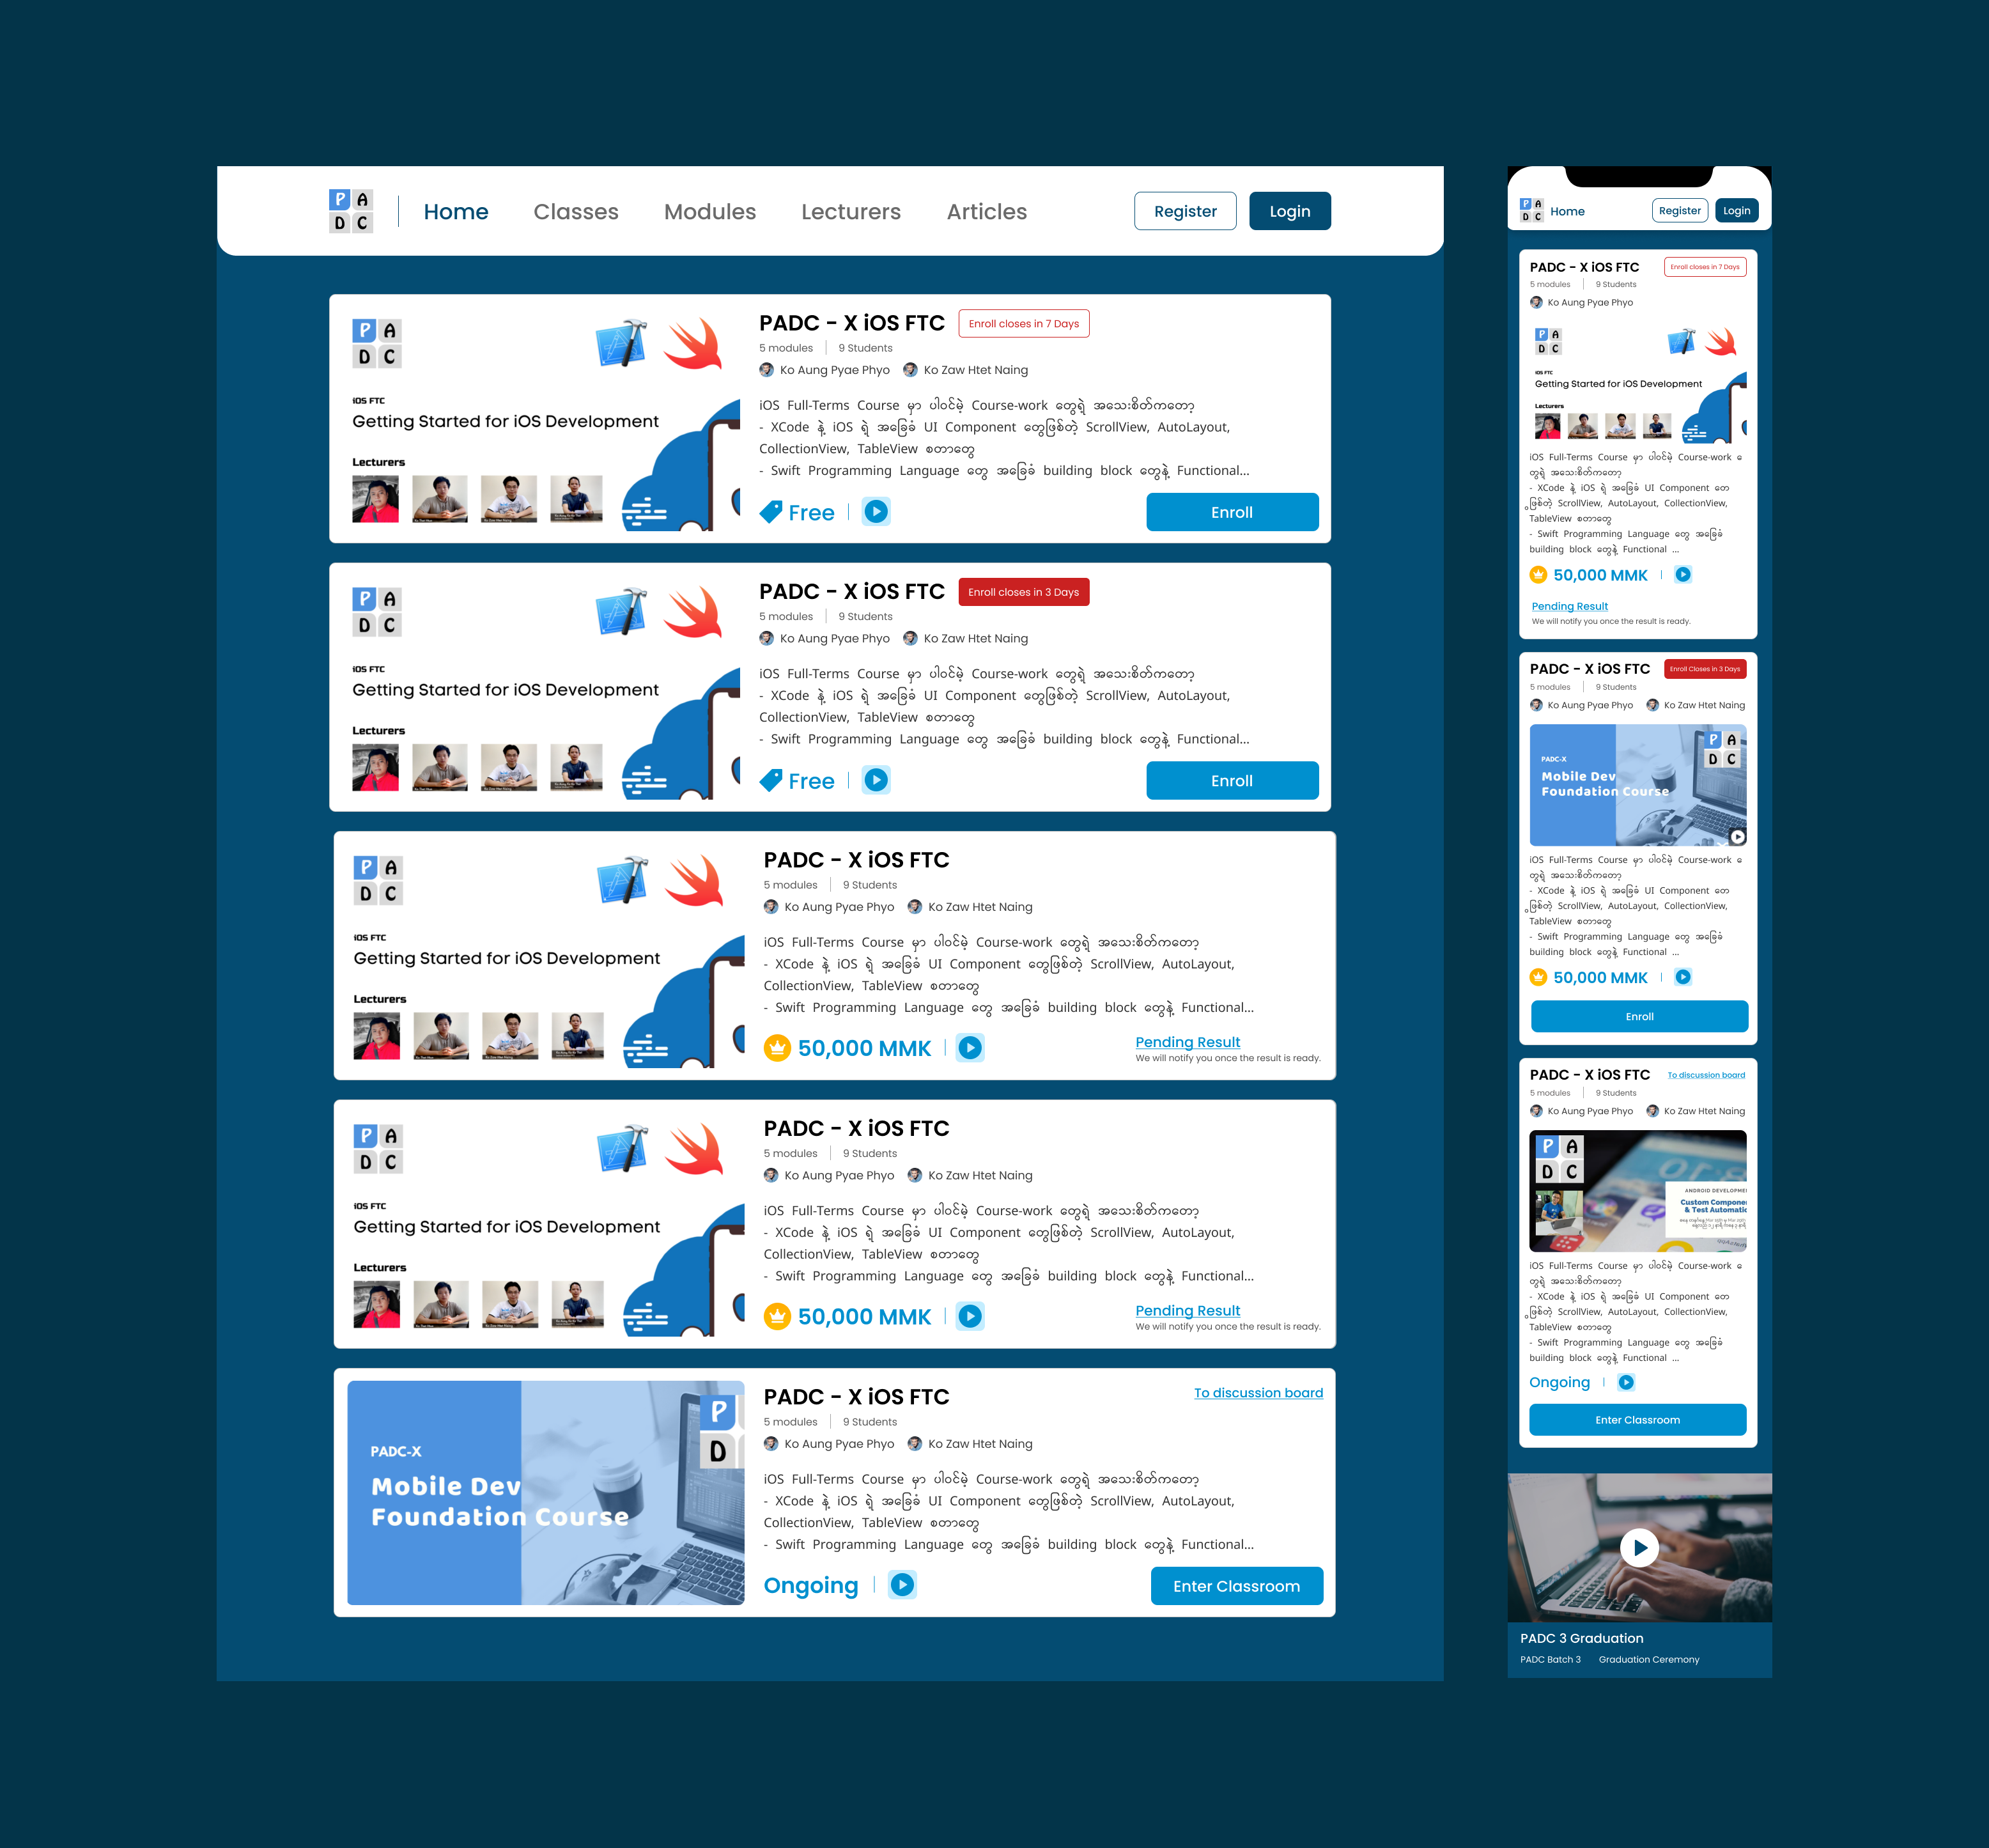 P A
D C
Home
Classes
Modules
Lecturers
Articles
Register
Login
P A
D C
iOS FTC
Getting Started for iOS Development
Lecturers
PADC - X iOS FTC
Enroll closes in 7 Days
5 modules
9 Students
Ko Aung Pyae Phyo
Ko Zaw Htet Naing
iOS Full-Terms Course မှာ ပါဝင်မဲ့ Course-work တွေရဲ့ အသေးစိတ်ကတော့
- XCode နဲ့ iOS ရဲ့ အခြေခံ UI Component တွေဖြစ်တဲ့ ScrollView, AutoLayout,
CollectionView, TableView စတာတွေ
- Swift Programming Language တွေ အခြေခံ building block တွေနဲ့ Functional...
Free
Enroll
P A
D C
iOS FTC
Getting Started for iOS Development
Lecturers
PADC - X iOS FTC
Enroll closes in 3 Days
5 modules
9 Students
Ko Aung Pyae Phyo
Ko Zaw Htet Naing
iOS Full-Terms Course မှာ ပါဝင်မဲ့ Course-work တွေရဲ့ အသေးစိတ်ကတော့
- XCode နဲ့ iOS ရဲ့ အခြေခံ UI Component တွေဖြစ်တဲ့ ScrollView, AutoLayout,
CollectionView, TableView စတာတွေ
- Swift Programming Language တွေ အခြေခံ building block တွေနဲ့ Functional...
Free
Enroll
P A
D C
iOS FTC
Getting Started for iOS Development
Lecturers
PADC - X iOS FTC
5 modules
9 Students
Ko Aung Pyae Phyo
Ko Zaw Htet Naing
iOS Full-Terms Course မှာ ပါဝင်မဲ့ Course-work တွေရဲ့ အသေးစိတ်ကတော့
- XCode နဲ့ iOS ရဲ့ အခြေခံ UI Component တွေဖြစ်တဲ့ ScrollView, AutoLayout,
CollectionView, TableView စတာတွေ
- Swift Programming Language တွေ အခြေခံ building block တွေနဲ့ Functional...
50,000 MMK
Pending Result
We will notify you once the result is ready.
P A
D C
iOS FTC
Getting Started for iOS Development
Lecturers
PADC - X iOS FTC
5 modules
9 Students
Ko Aung Pyae Phyo
Ko Zaw Htet Naing
iOS Full-Terms Course မှာ ပါဝင်မဲ့ Course-work တွေရဲ့ အသေးစိတ်ကတော့
- XCode နဲ့ iOS ရဲ့ အခြေခံ UI Component တွေဖြစ်တဲ့ ScrollView, AutoLayout,
CollectionView, TableView စတာတွေ
- Swift Programming Language တွေ အခြေခံ building block တွေနဲ့ Functional...
50,000 MMK
Pending Result
We will notify you once the result is ready.
P
D
PADC-X
Mobile Dev
Foundation Course
PADC - X iOS FTC
To discussion board
5 modules
9 Students
Ko Aung Pyae Phyo
Ko Zaw Htet Naing
iOS Full-Terms Course မှာ ပါဝင်မဲ့ Course-work တွေရဲ့ အသေးစိတ်ကတော့
- XCode နဲ့ iOS ရဲ့ အခြေခံ UI Component တွေဖြစ်တဲ့ ScrollView, AutoLayout,
CollectionView, TableView စတာတွေ
- Swift Programming Language တွေ အခြေခံ building block တွေနဲ့ Functional...
Ongoing
Enter Classroom
P A
D C
Home
Register
Login
PADC - X iOS FTC
Enroll closes in 7 Days
5 modules
9 Students
Ko Aung Pyae Phyo
P A
D C
iOS FTC
Getting Started for iOS Development
Lecturers
iOS Full-Terms Course မှာ ပါဝင်မဲ့ Course-work တွေရဲ့ အသေးစိတ်ကတော့
- XCode နဲ့ iOS ရဲ့ အခြေခံ UI Component တွေ
ဖြစ်တဲ့ ScrollView, AutoLayout, CollectionView,
TableView စတာတွေ
- Swift Programming Language တွေ အခြေခံ
building block တွေနဲ့ Functional ...
50,000 MMK
Pending Result
We will notify you once the result is ready.
PADC - X iOS FTC
Enroll Closes in 3 Days
5 modules
9 Students
Ko Aung Pyae Phyo
Ko Zaw Htet Naing
P A
D C
PADC-X
Mobile Dev
Foundation Course
iOS Full-Terms Course မှာ ပါဝင်မဲ့ Course-work တွေရဲ့ အသေးစိတ်ကတော့
- XCode နဲ့ iOS ရဲ့ အခြေခံ UI Component တွေ
ဖြစ်တဲ့ ScrollView, AutoLayout, CollectionView,
TableView စတာတွေ
- Swift Programming Language တွေ အခြေခံ
building block တွေနဲ့ Functional ...
50,000 MMK
Enroll
PADC - X iOS FTC
To discussion board
5 modules
9 Students
Ko Aung Pyae Phyo
Ko Zaw Htet Naing
P A
D C
ANDROID DEVELOPME
Custom Compone
& Test Automatic
iOS Full-Terms Course မှာ ပါဝင်မဲ့ Course-work တွေရဲ့ အသေးစိတ်ကတော့
- XCode နဲ့ iOS ရဲ့ အခြေခံ UI Component တွေ
ဖြစ်တဲ့ ScrollView, AutoLayout, CollectionView,
TableView စတာတွေ
- Swift Programming Language တွေ အခြေခံ
building block တွေနဲ့ Functional ...
Ongoing
Enter Classroom
PADC 3 Graduation
PADC Batch 3
Graduation Ceremony